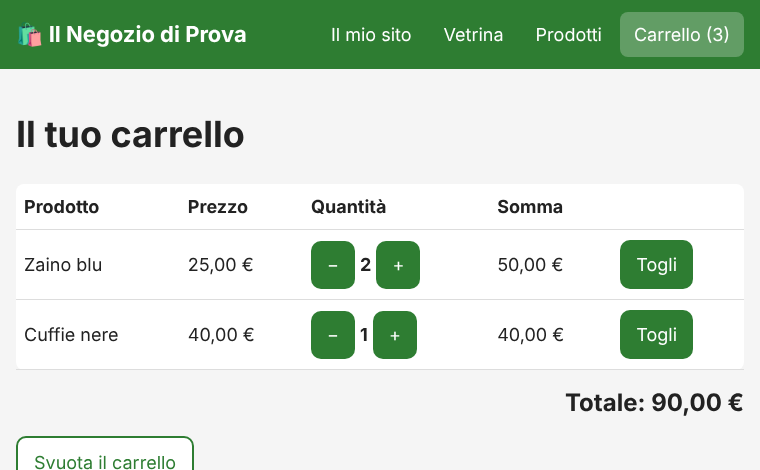 Il Negozio di Prova Il mio sito Vetrina Prodotti Carrello (3)
Il tuo carrello
Prodotto Prezzo Quantità Somma
Zaino blu 25,00 € − 2 + 50,00 € Togli
Cuffie nere 40,00 € − 1 + 40,00 € Togli
Totale: 90,00 €
Svuota il carrello